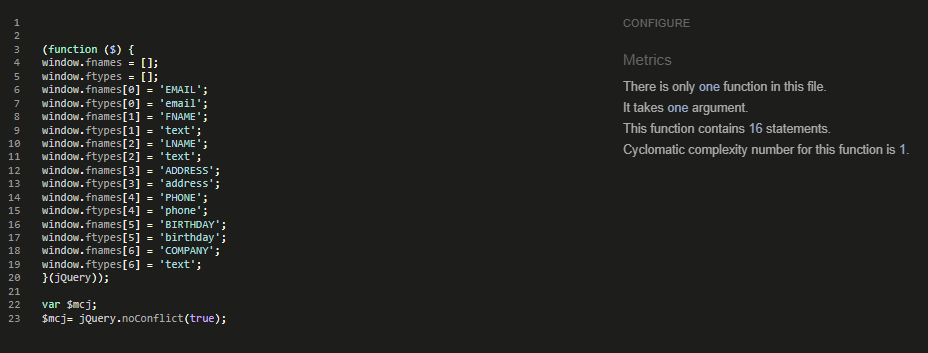 1
2
3 (function ($) {
4 window.fnames = [];
5 window.ftypes = [];
6 window.fnames[0] = 'EMAIL';
7 window.ftypes[0] = 'email';
8 window.fnames[1] = 'FNAME';
9 window.ftypes[1] = 'text';
10 window.fnames[2] = 'LNAME';
11 window.ftypes[2] = 'text';
12 window.fnames[3] = 'ADDRESS';
13 window.ftypes[3] = 'address';
14 window.fnames[4] = 'PHONE';
15 window.ftypes[4] = 'phone';
16 window.fnames[5] = 'BIRTHDAY';
17 window.ftypes[5] = 'birthday';
18 window.fnames[6] = 'COMPANY';
19 window.ftypes[6] = 'text';
20 }(jQuery));
21
22 var $mcj;
23 $mcj= jQuery.noConflict(true);
CONFIGURE
Metrics
There is only one function in this file.
It takes one argument.
This function contains 16 statements.
Cyclomatic complexity number for this function is 1.